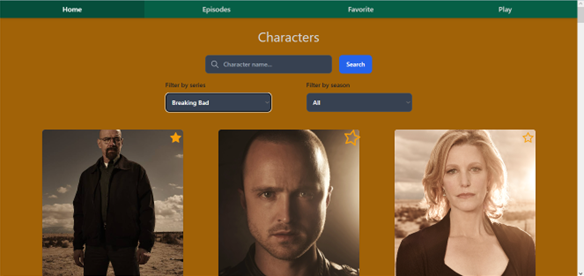 Home Episodes Favorite Play
Characters
Character name... Search
Filter by series Filter by season
Breaking Bad All